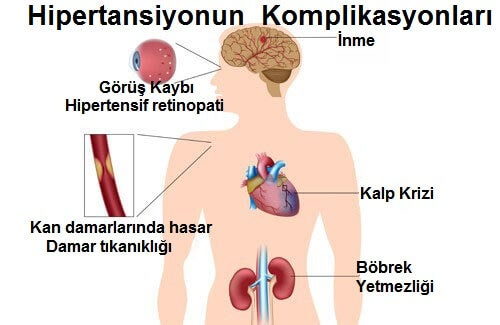 Hipertansiyonun Komplikasyonları
İnme
Görüş Kaybı
Hipertensif retinopati
Kan damarlarında hasar
Damar tıkanıklığı
Kalp Krizi
Böbrek
Yetmezliği